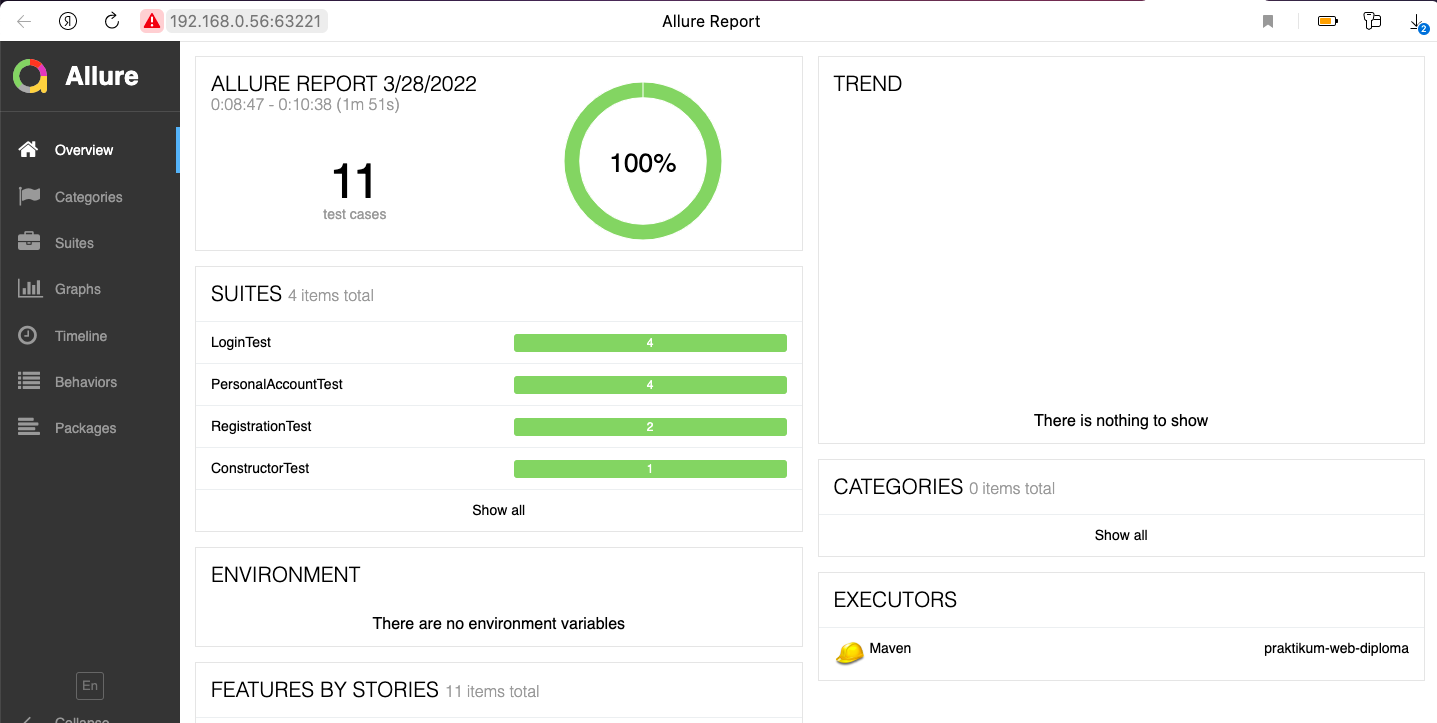 192.168.0.56:63221
Allure Report
2
Allure
Overview
Categories
Suites
Graphs
Timeline
Behaviors
Packages
En
Collapse
ALLURE REPORT 3/28/2022
0:08:47 - 0:10:38 (1m 51s)
11
test cases
100%
SUITES 4 items total
LoginTest 4
PersonalAccountTest 4
RegistrationTest 2
ConstructorTest 1
Show all
ENVIRONMENT
There are no environment variables
FEATURES BY STORIES 11 items total
TREND
There is nothing to show
CATEGORIES 0 items total
Show all
EXECUTORS
Maven praktikum-web-diploma